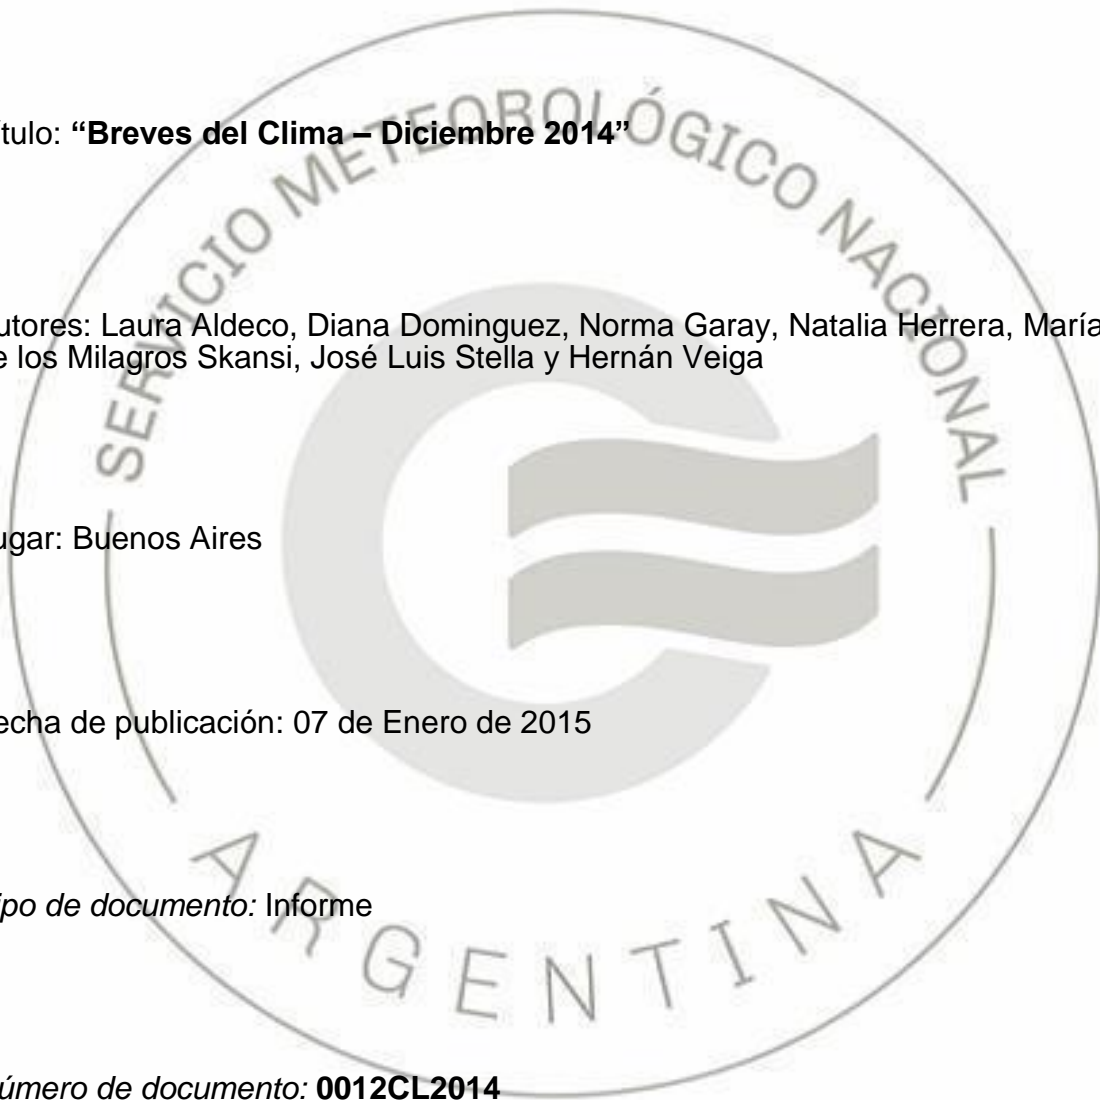 tulo: “Breves del Clima – Diciembre 2014”
utores: Laura Aldeco, Diana Dominguez, Norma Garay, Natalia Herrera, María
e los Milagros Skansi, José Luis Stella y Hernán Veiga
ugar: Buenos Aires
echa de publicación: 07 de Enero de 2015
ipo de documento: Informe
úmero de documento: 0012CL2014
SERVICIO METEOROLÓGICO NACIONAL
ARGENTINA